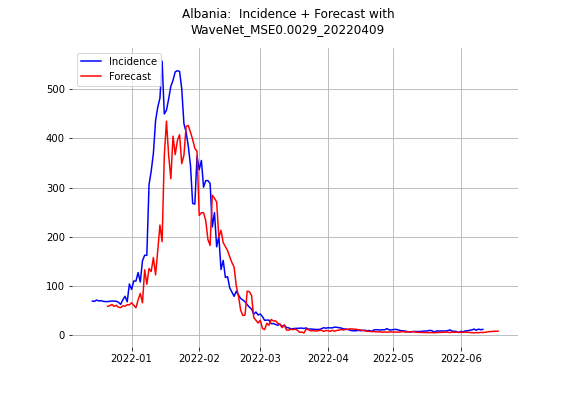 Albania:  Incidence + Forecast with
WaveNet_MSE0.0029_20220409
Incidence
Forecast
500
400
300
200
100
0
2022-01 2022-02 2022-03 2022-04 2022-05 2022-06